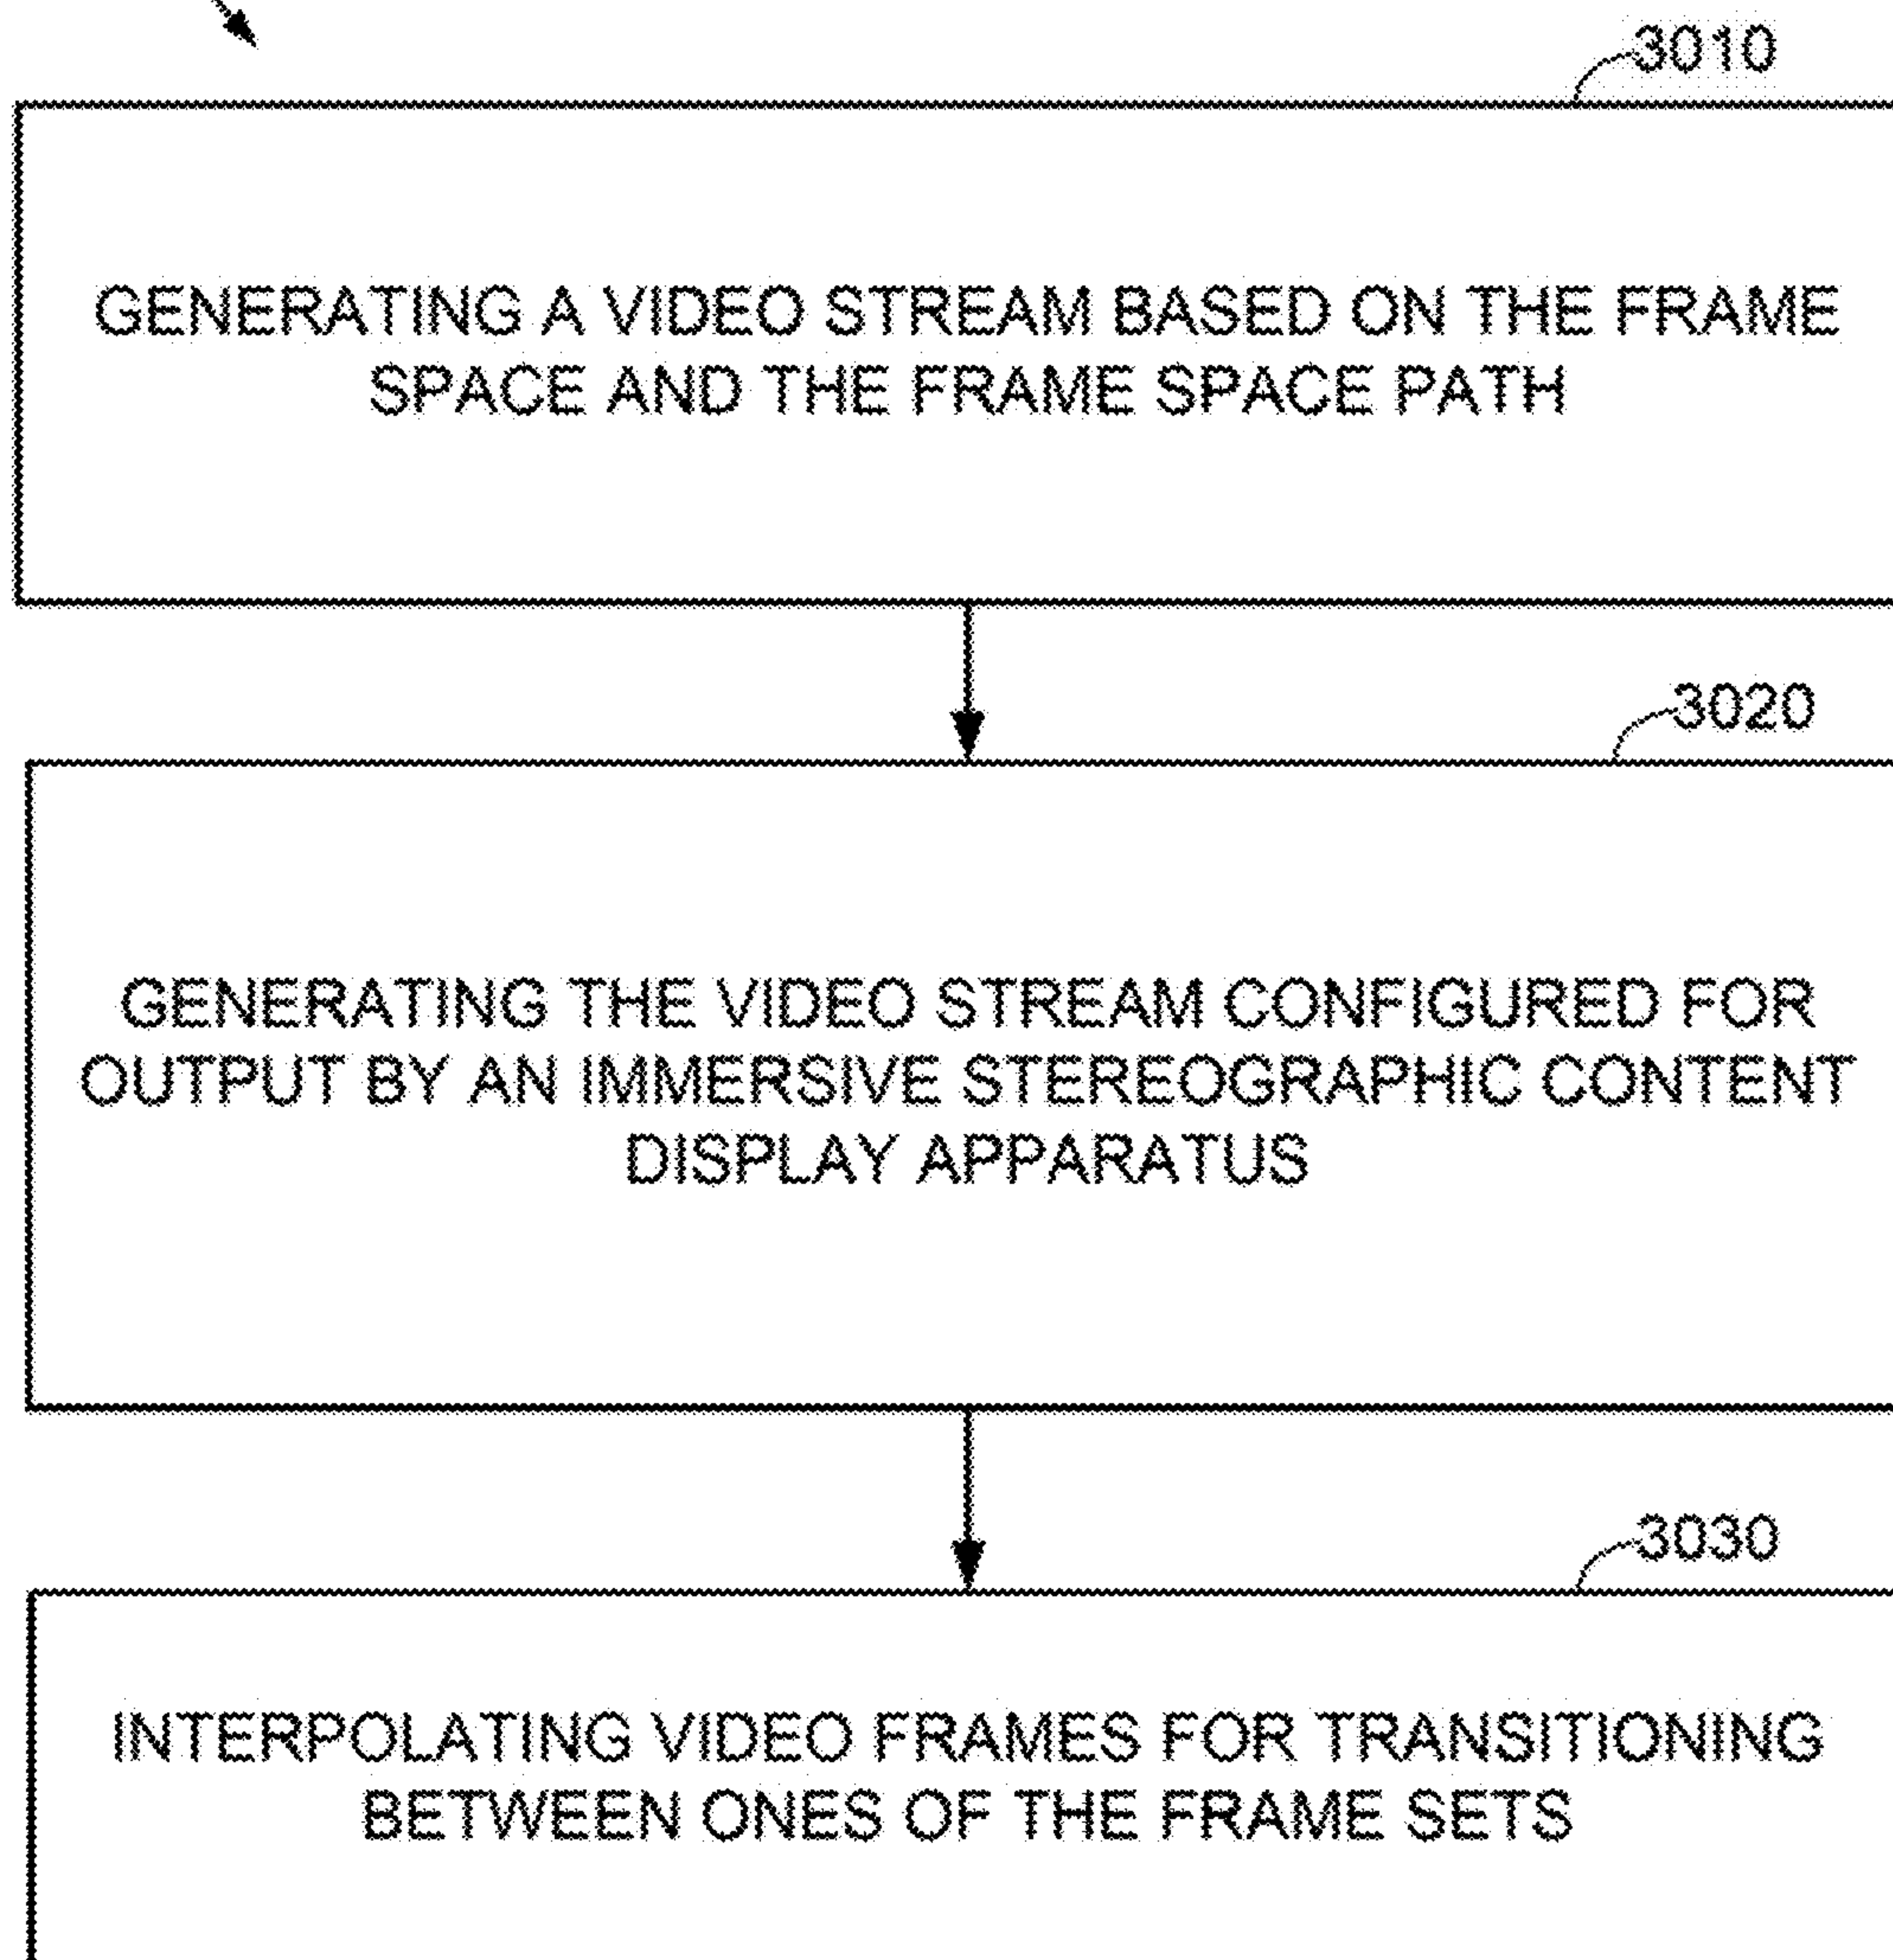 3010
GENERATING A VIDEO STREAM BASED ON THE FRAME
SPACE AND THE FRAME SPACE PATH
3020
GENERATING THE VIDEO STREAM CONFIGURED FOR
OUTPUT BY AN IMMERSIVE STEREOGRAPHIC CONTENT
DISPLAY APPARATUS
3030
INTERPOLATING VIDEO FRAMES FOR TRANSITIONING
BETWEEN ONES OF THE FRAME SETS